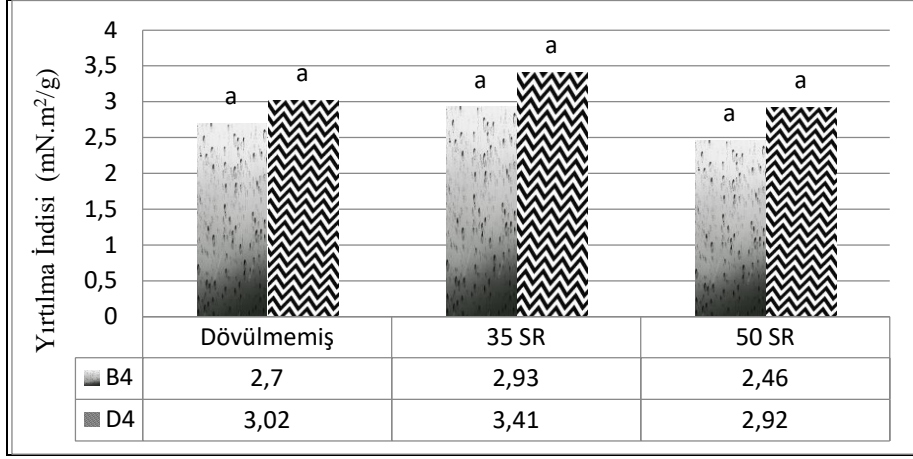 Yırtılma İndisi (mN.m²/g)
4
3,5
3
2,5
2
1,5
1
0,5
0
a a a a a a
Dövülmemiş 35 SR 50 SR
B4 2,7 2,93 2,46
D4 3,02 3,41 2,92